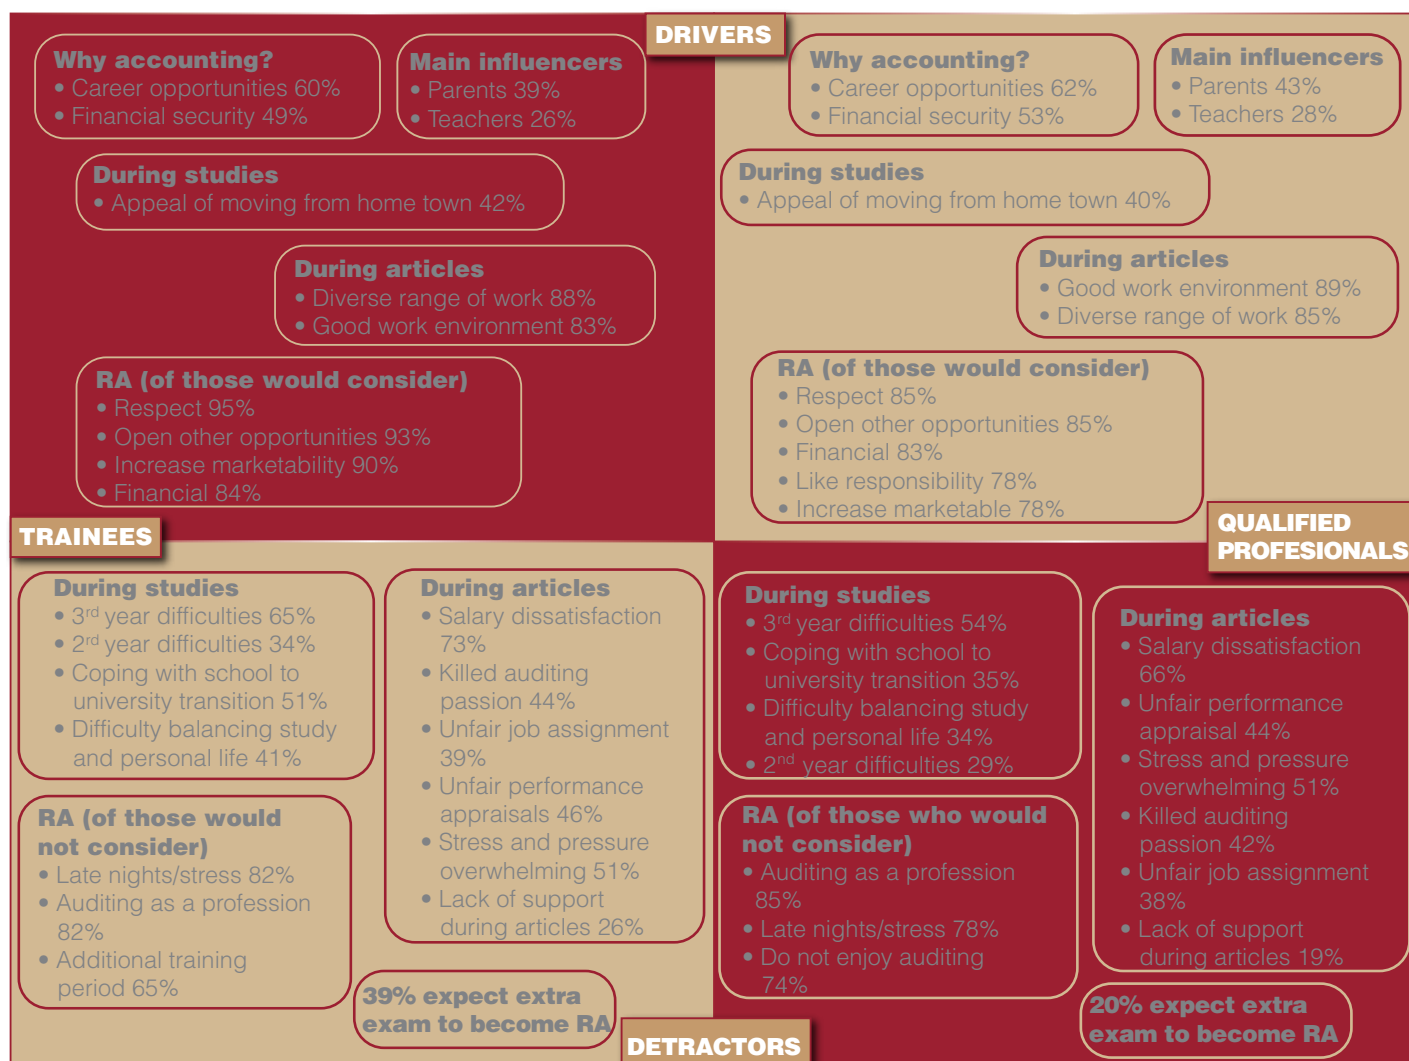 DRIVERS
Why accounting?
• Career opportunities 60%
• Financial security 49%
Main influencers
• Parents 39%
• Teachers 26%
During studies
• Appeal of moving from home town 42%
During articles
• Diverse range of work 88%
• Good work environment 83%
RA (of those would consider)
• Respect 95%
• Open other opportunities 93%
• Increase marketability 90%
• Financial 84%
Why accounting?
• Career opportunities 62%
• Financial security 53%
Main influencers
• Parents 43%
• Teachers 28%
During studies
• Appeal of moving from home town 40%
During articles
• Good work environment 89%
• Diverse range of work 85%
RA (of those would consider)
• Respect 85%
• Open other opportunities 85%
• Financial 83%
• Like responsibility 78%
• Increase marketable 78%
TRAINEES
QUALIFIED
PROFESIONALS
During studies
• 3rd year difficulties 65%
• 2rd year difficulties 34%
• Coping with school to
university transition 51%
• Difficulty balancing study
and personal life 41%
During articles
• Salary dissatisfaction
73%
• Killed auditing
passion 44%
• Unfair job assignment
39%
• Unfair performance
appraisals 46%
• Stress and pressure
overwhelming 51%
• Lack of support
during articles 26%
RA (of those would
not consider)
• Late nights/stress 82%
• Auditing as a profession
82%
• Additional training
period 65%
39% expect extra
exam to become RA
During studies
• 3rd year difficulties 54%
• Coping with school to
university transition 35%
• Difficulty balancing study
and personal life 34%
• 2nd year difficulties 29%
During articles
• Salary dissatisfaction
66%
• Unfair performance
appraisal 44%
• Stress and pressure
overwhelming 51%
• Killed auditing
passion 42%
• Unfair job assignment
38%
• Lack of support
during articles 19%
RA (of those who would
not consider)
• Auditing as a profession
85%
• Late nights/stress 78%
• Do not enjoy auditing
74%
20% expect extra
exam to become RA
DETRACTORS